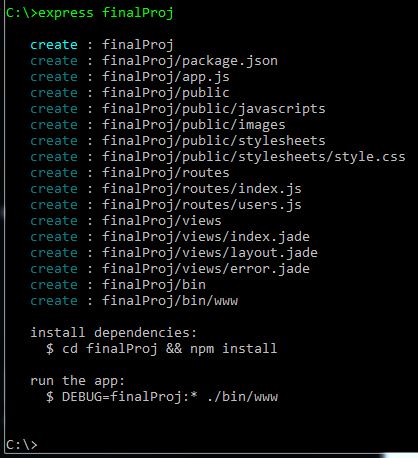 C:\>express finalProj
create : finalProj
create : finalProj/package.json
create : finalProj/app.js
create : finalProj/public
create : finalProj/public/javascripts
create : finalProj/public/images
create : finalProj/public/stylesheets
create : finalProj/public/stylesheets/style.css
create : finalProj/routes
create : finalProj/routes/index.js
create : finalProj/routes/users.js
create : finalProj/views
create : finalProj/views/index.jade
create : finalProj/views/layout.jade
create : finalProj/views/error.jade
create : finalProj/bin
create : finalProj/bin/www
install dependencies:
$ cd finalProj && npm install
run the app:
$ DEBUG=finalProj:* ./bin/www
C:\>